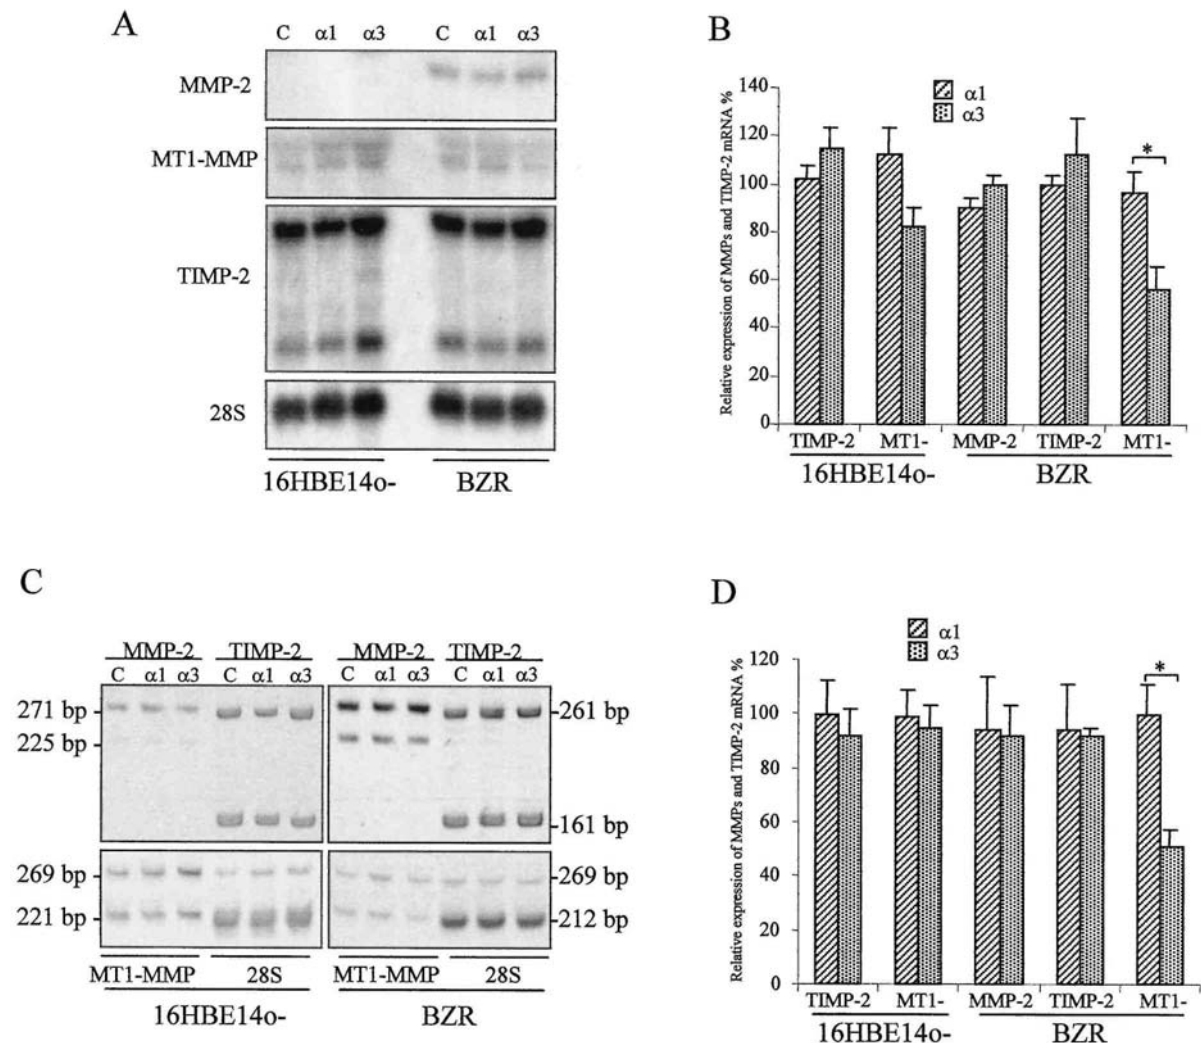 A
C α1 α3 C α1 α3
MMP-2
MT1-MMP
TIMP-2
28S
16HBE14o- BZR
B
Relative expression of MMPs and TIMP-2 mRNA %
140
120
100
80
60
40
20
0
α1
α3
*
TIMP-2 MT1- MMP-2 TIMP-2 MT1-
16HBE14o- BZR
C
MMP-2 TIMP-2 MMP-2 TIMP-2
C α1 α3 C α1 α3 C α1 α3 C α1 α3
271 bp - -261 bp
225 bp -
-161 bp
269 bp - -269 bp
221 bp - -212 bp
MT1-MMP 28S MT1-MMP 28S
16HBE14o- BZR
D
Relative expression of MMPs and TIMP-2 mRNA %
120
100
80
60
40
20
0
α1
α3
*
TIMP-2 MT1- MMP-2 TIMP-2 MT1-
16HBE14o- BZR